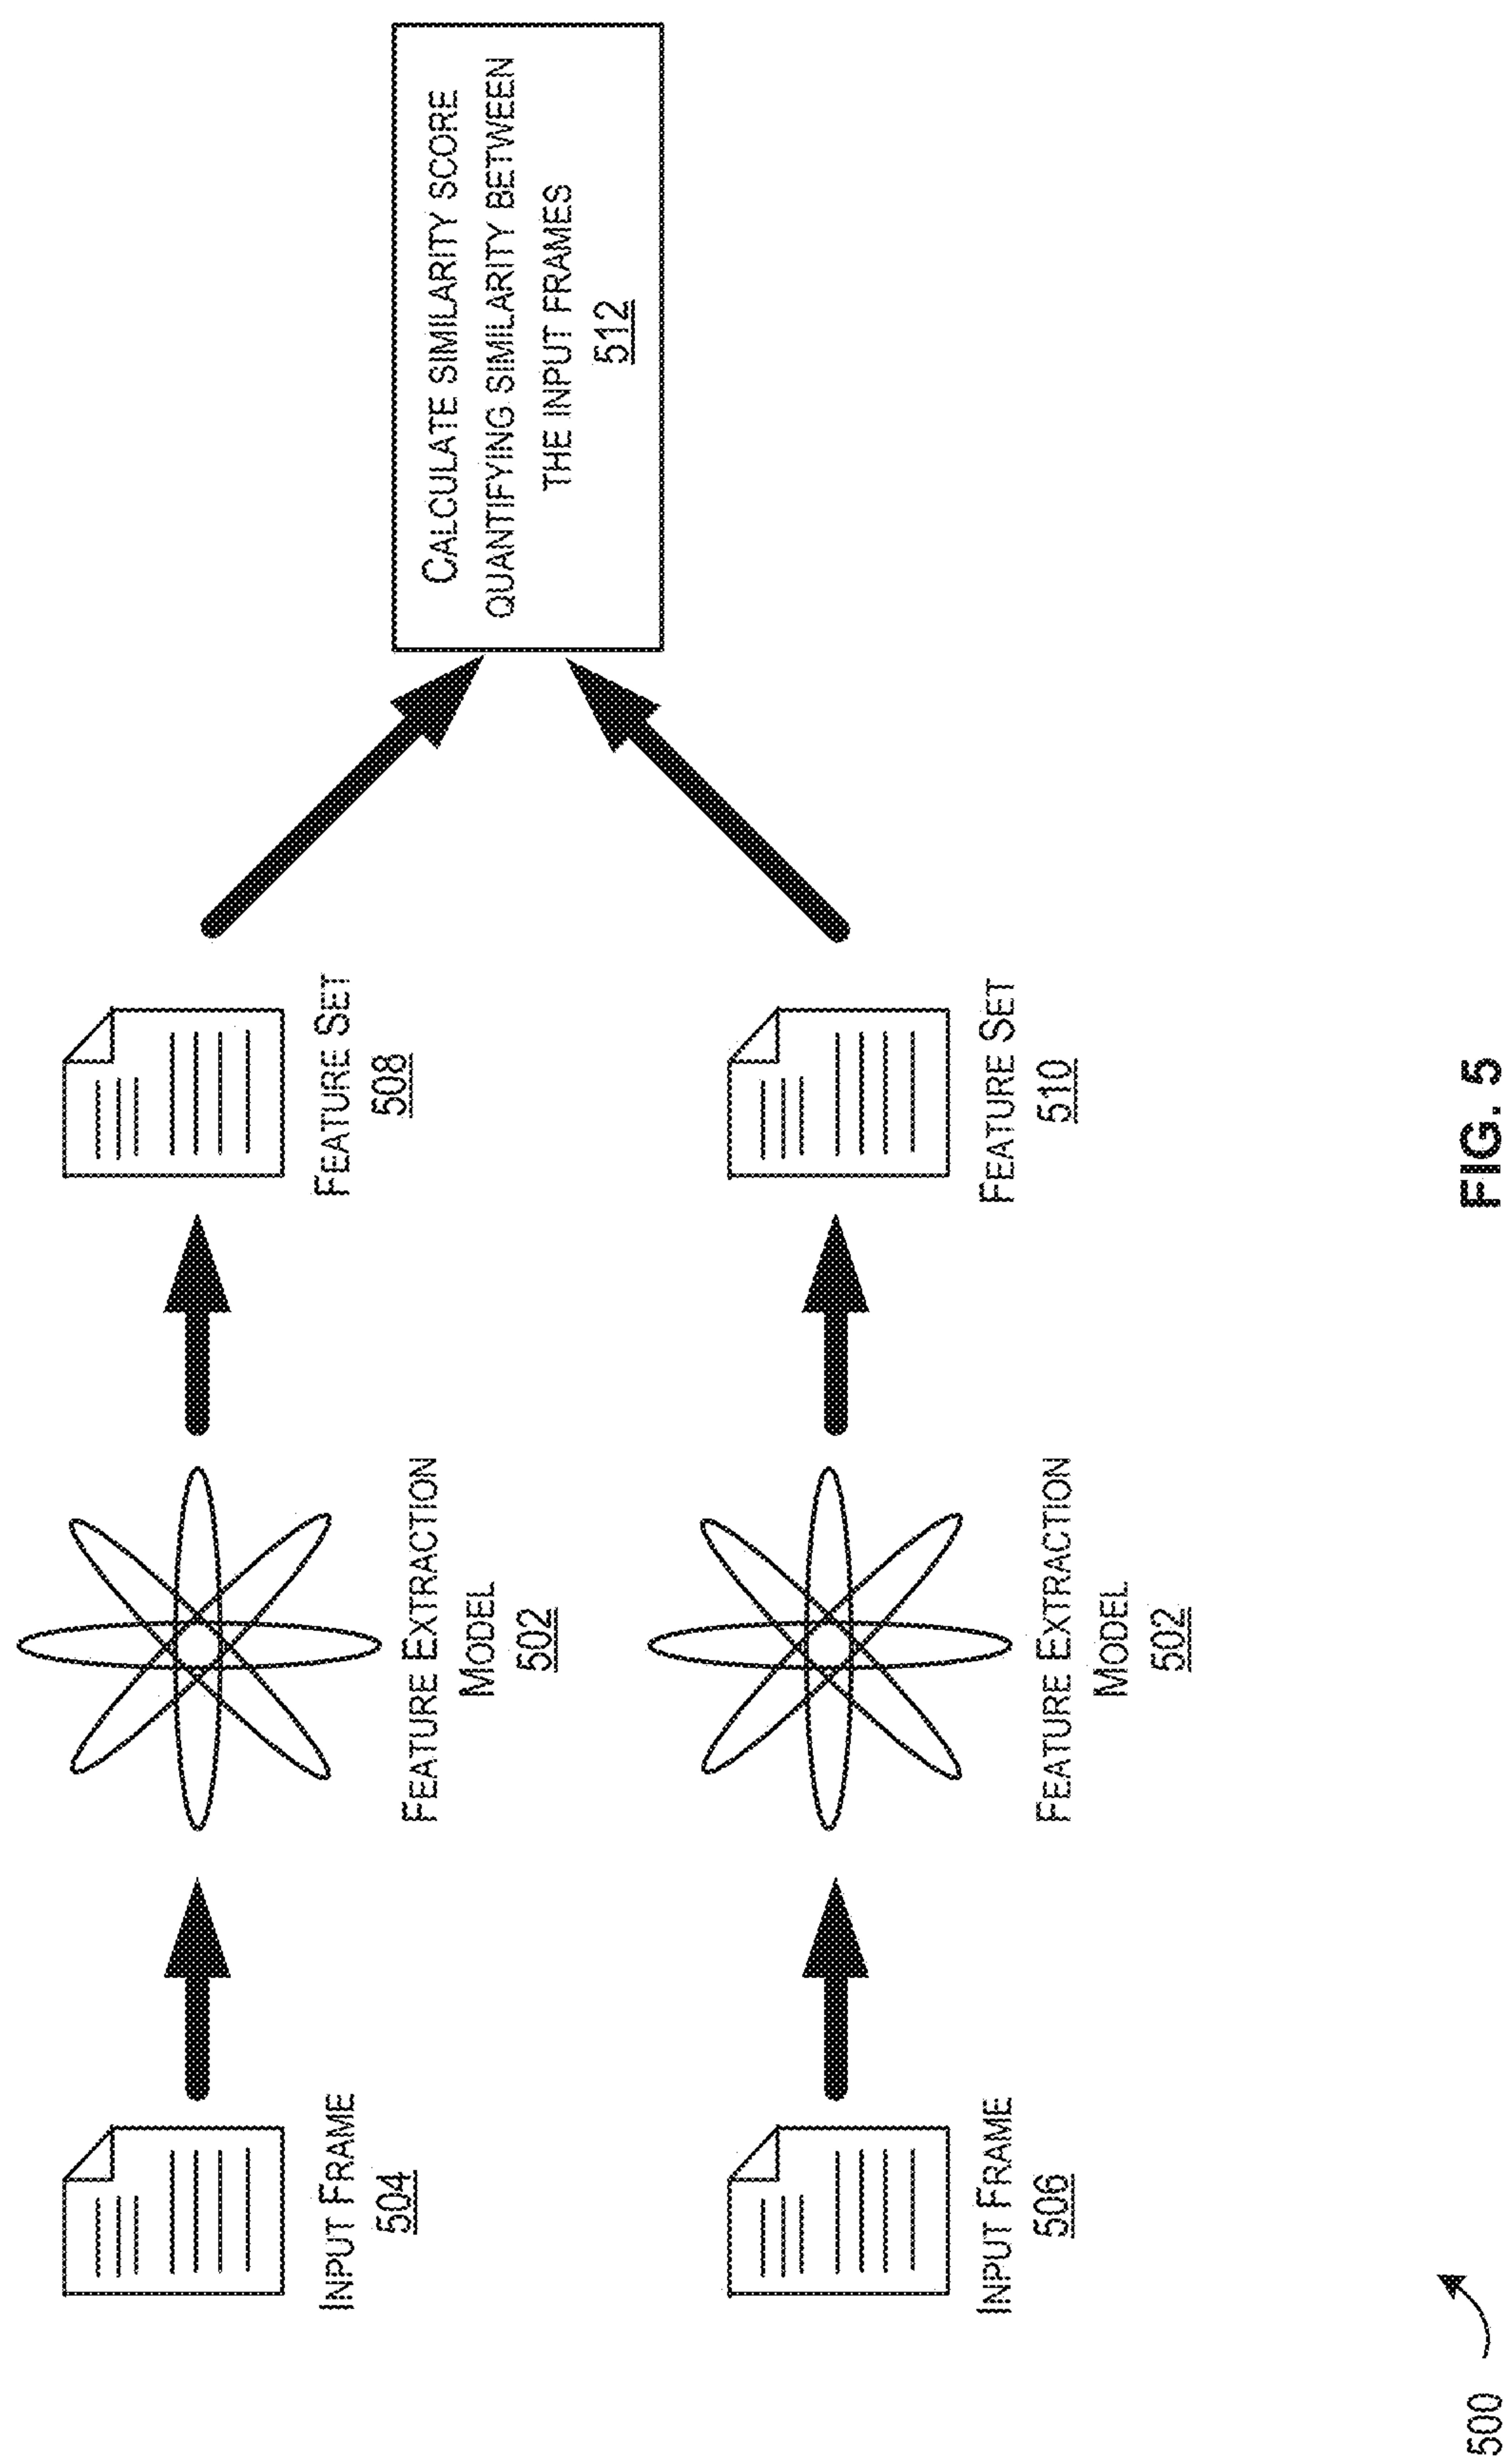 INPUT FRAME
504
FEATURE EXTRACTION
MODEL
502
FEATURE SET
508
INPUT FRAME
506
FEATURE EXTRACTION
MODEL
502
FEATURE SET
510
CALCULATE SIMILARITY SCORE
QUANTIFYING SIMILARITY BETWEEN
THE INPUT FRAMES
512
500
FIG. 5